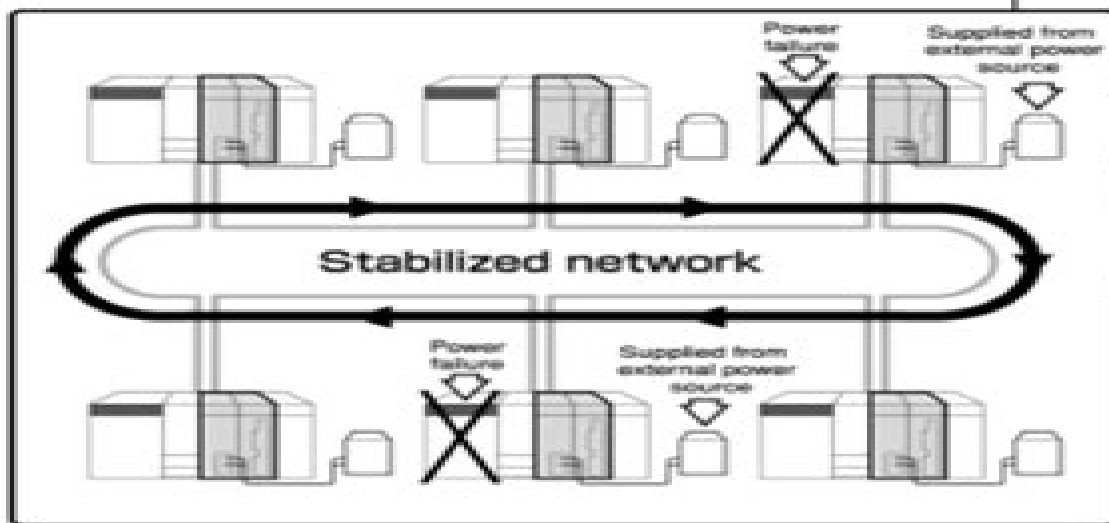 Power
failure
Supplied from
external power
source
Stabilized network
Power
failure
Supplied from
external power
source